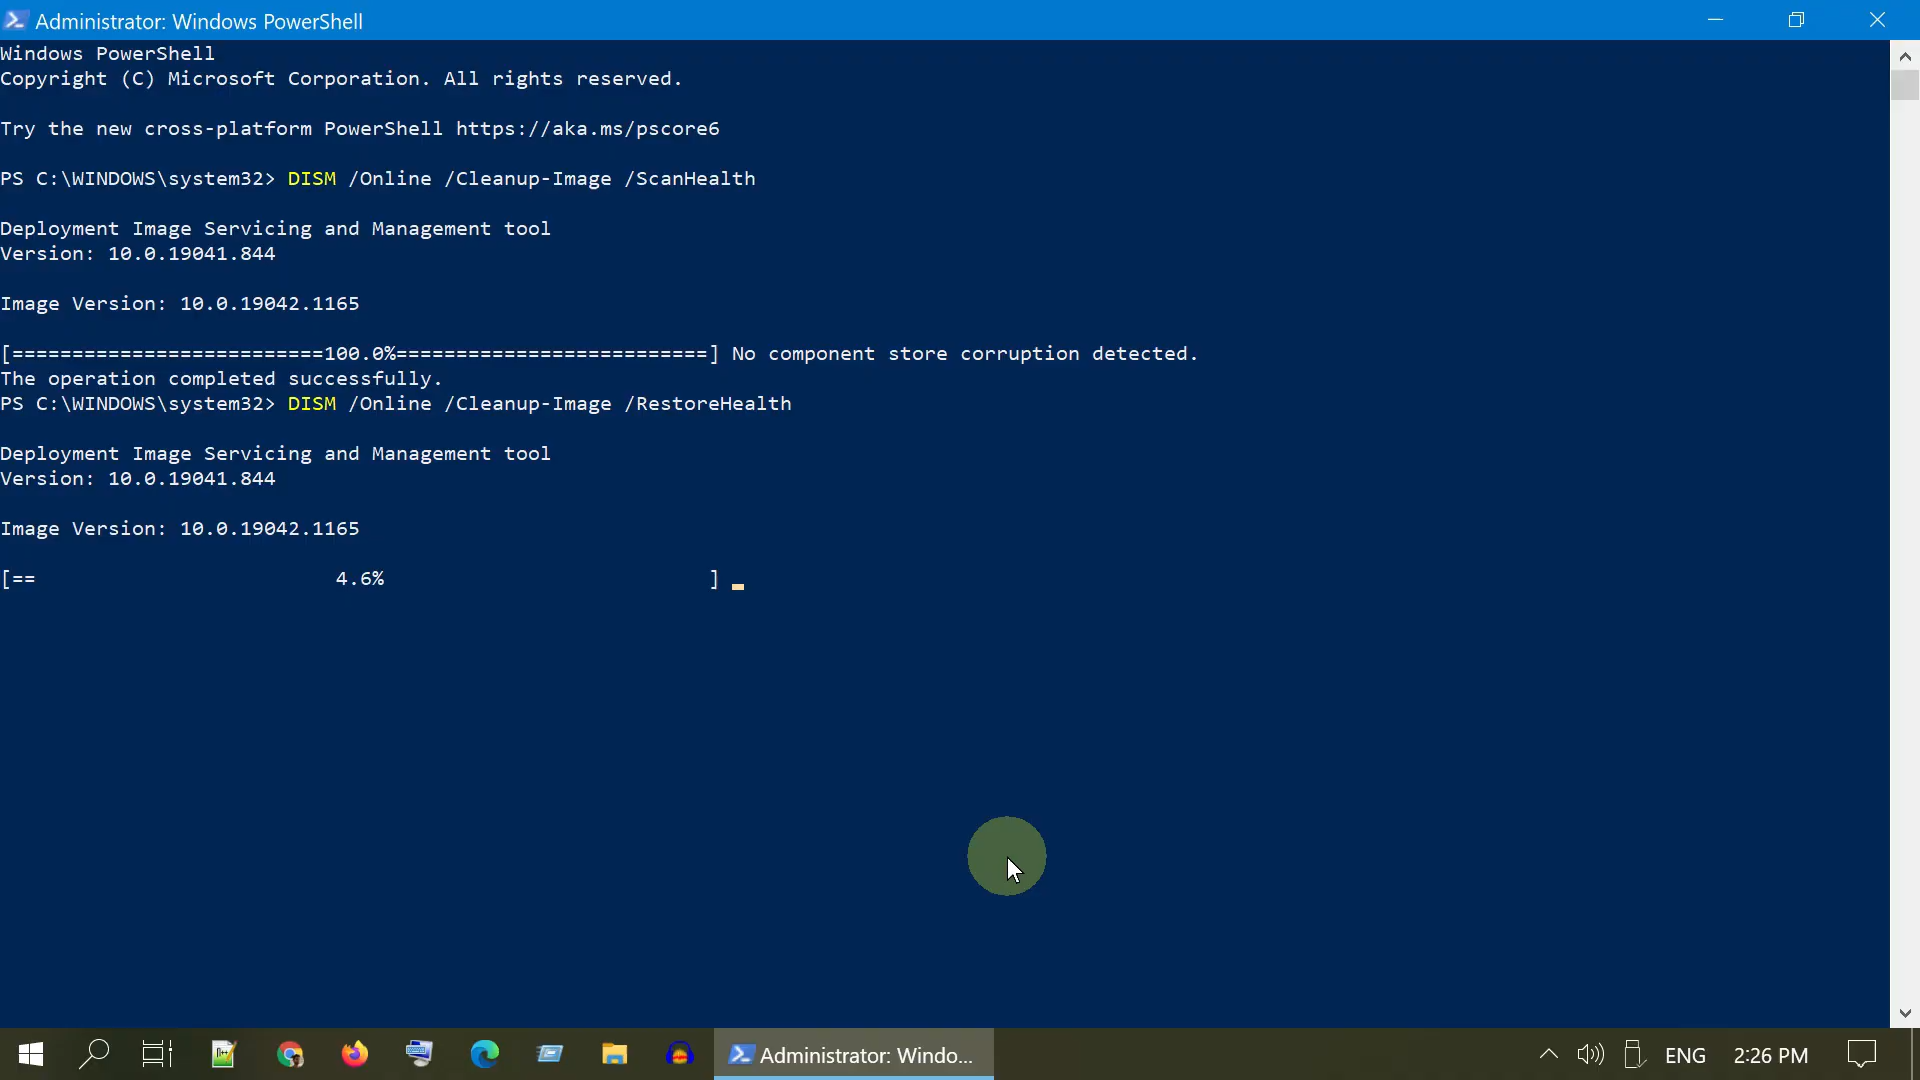 Administrator: Windows PowerShell
Windows PowerShell
Copyright (C) Microsoft Corporation. All rights reserved.
Try the new cross-platform PowerShell https://aka.ms/pscore6
PS C:\WINDOWS\system32> DISM /Online /Cleanup-Image /ScanHealth
Deployment Image Servicing and Management tool
Version: 10.0.19041.844
Image Version: 10.0.19042.1165
[==========================100.0%==========================] No component store corruption detected.
The operation completed successfully.
PS C:\WINDOWS\system32> DISM /Online /Cleanup-Image /RestoreHealth
Deployment Image Servicing and Management tool
Version: 10.0.19041.844
Image Version: 10.0.19042.1165
[==                         4.6%                           ]
Administrator: Windo...
ENG
2:26 PM